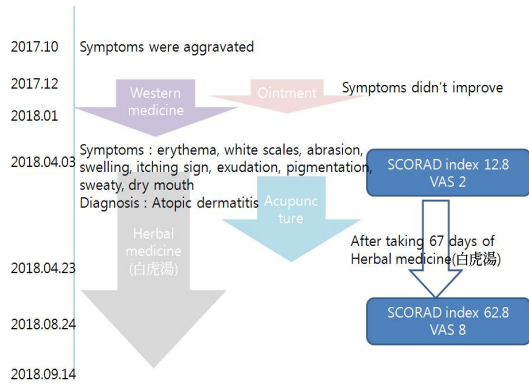 2017.10 Symptoms were aggravated
2017.12
Western medicine
Ointment
Symptoms didn't improve
2018.01
2018.04.03
Symptoms : erythema, white scales, abrasion,
swelling, itching sign, exudation, pigmentation,
sweaty, dry mouth
Diagnosis : Atopic dermatitis
SCORAD index 12.8
VAS 2
Acupunc
ture
Herbal
medicine
(白虎湯)
After taking 67 days of
Herbal medicine(白虎湯)
2018.04.23
2018.08.24
SCORAD index 62.8
VAS 8
2018.09.14